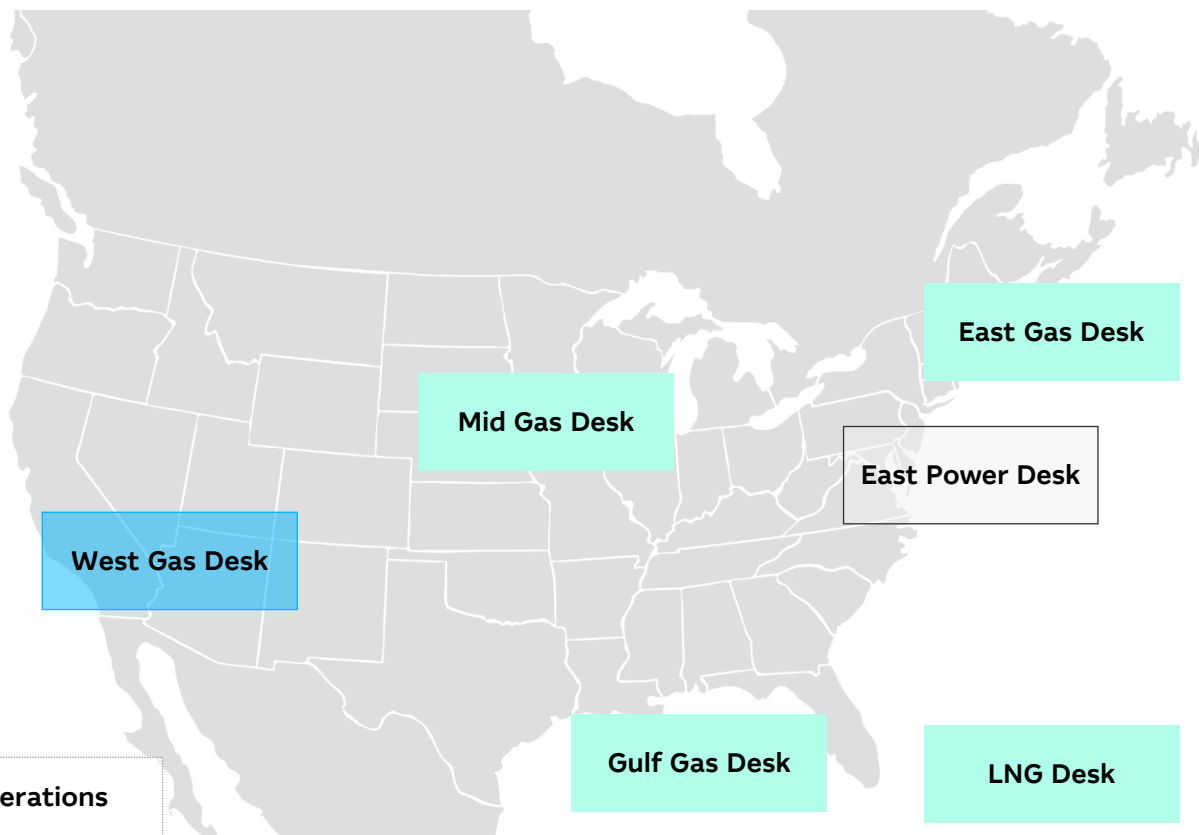 East Gas Desk
Mid Gas Desk
East Power Desk
West Gas Desk
Gulf Gas Desk
LNG Desk
erations